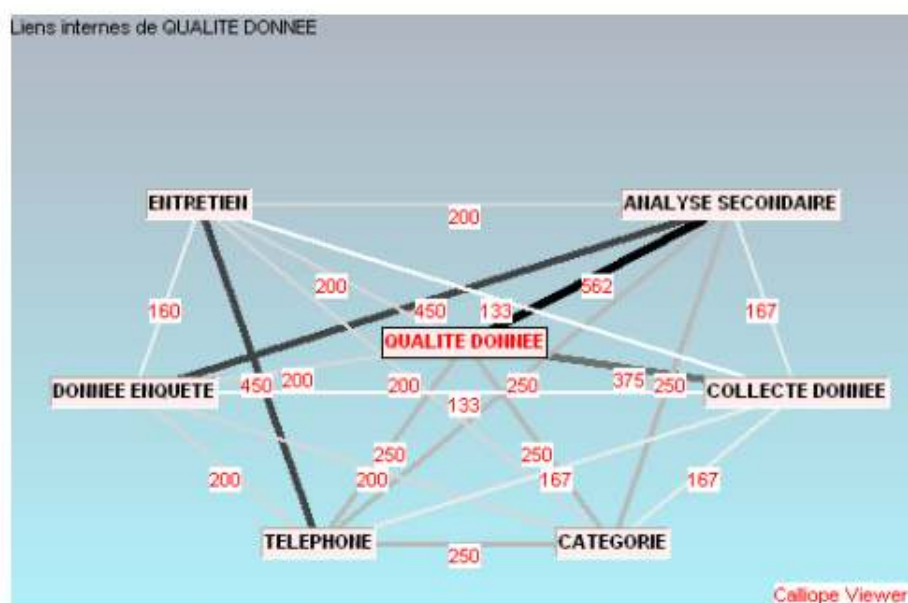 Liens internes de QUALITE DONNEE
ENTRETIEN
ANALYSE SECONDAIRE
200
200
562
160
450
133
167
QUALITE DONNEE
DONNEE ENQUETE
450
200
200
250
375
250
COLLECTE DONNEE
133
250
250
200
200
167
167
TELEPHONE
CATEGORIE
250
Calliope Viewer